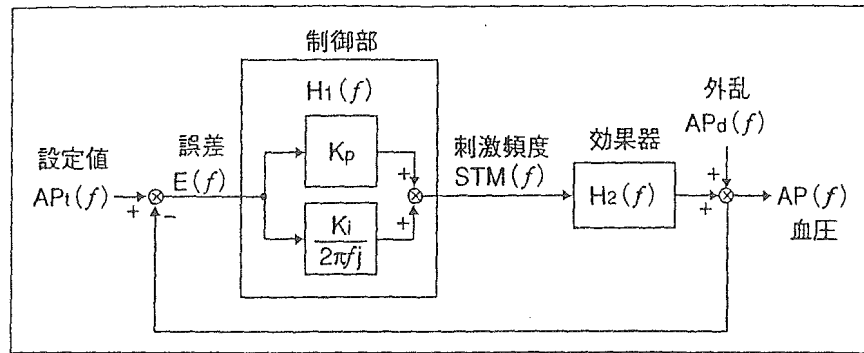 制御部
H1(f)
Kp
Ki
2πfj
設定値
APt(f)
誤差
E(f)
+
−
+
+
刺激頻度
STM(f)
効果器
H2(f)
外乱
APd(f)
+
+
AP(f)
血圧